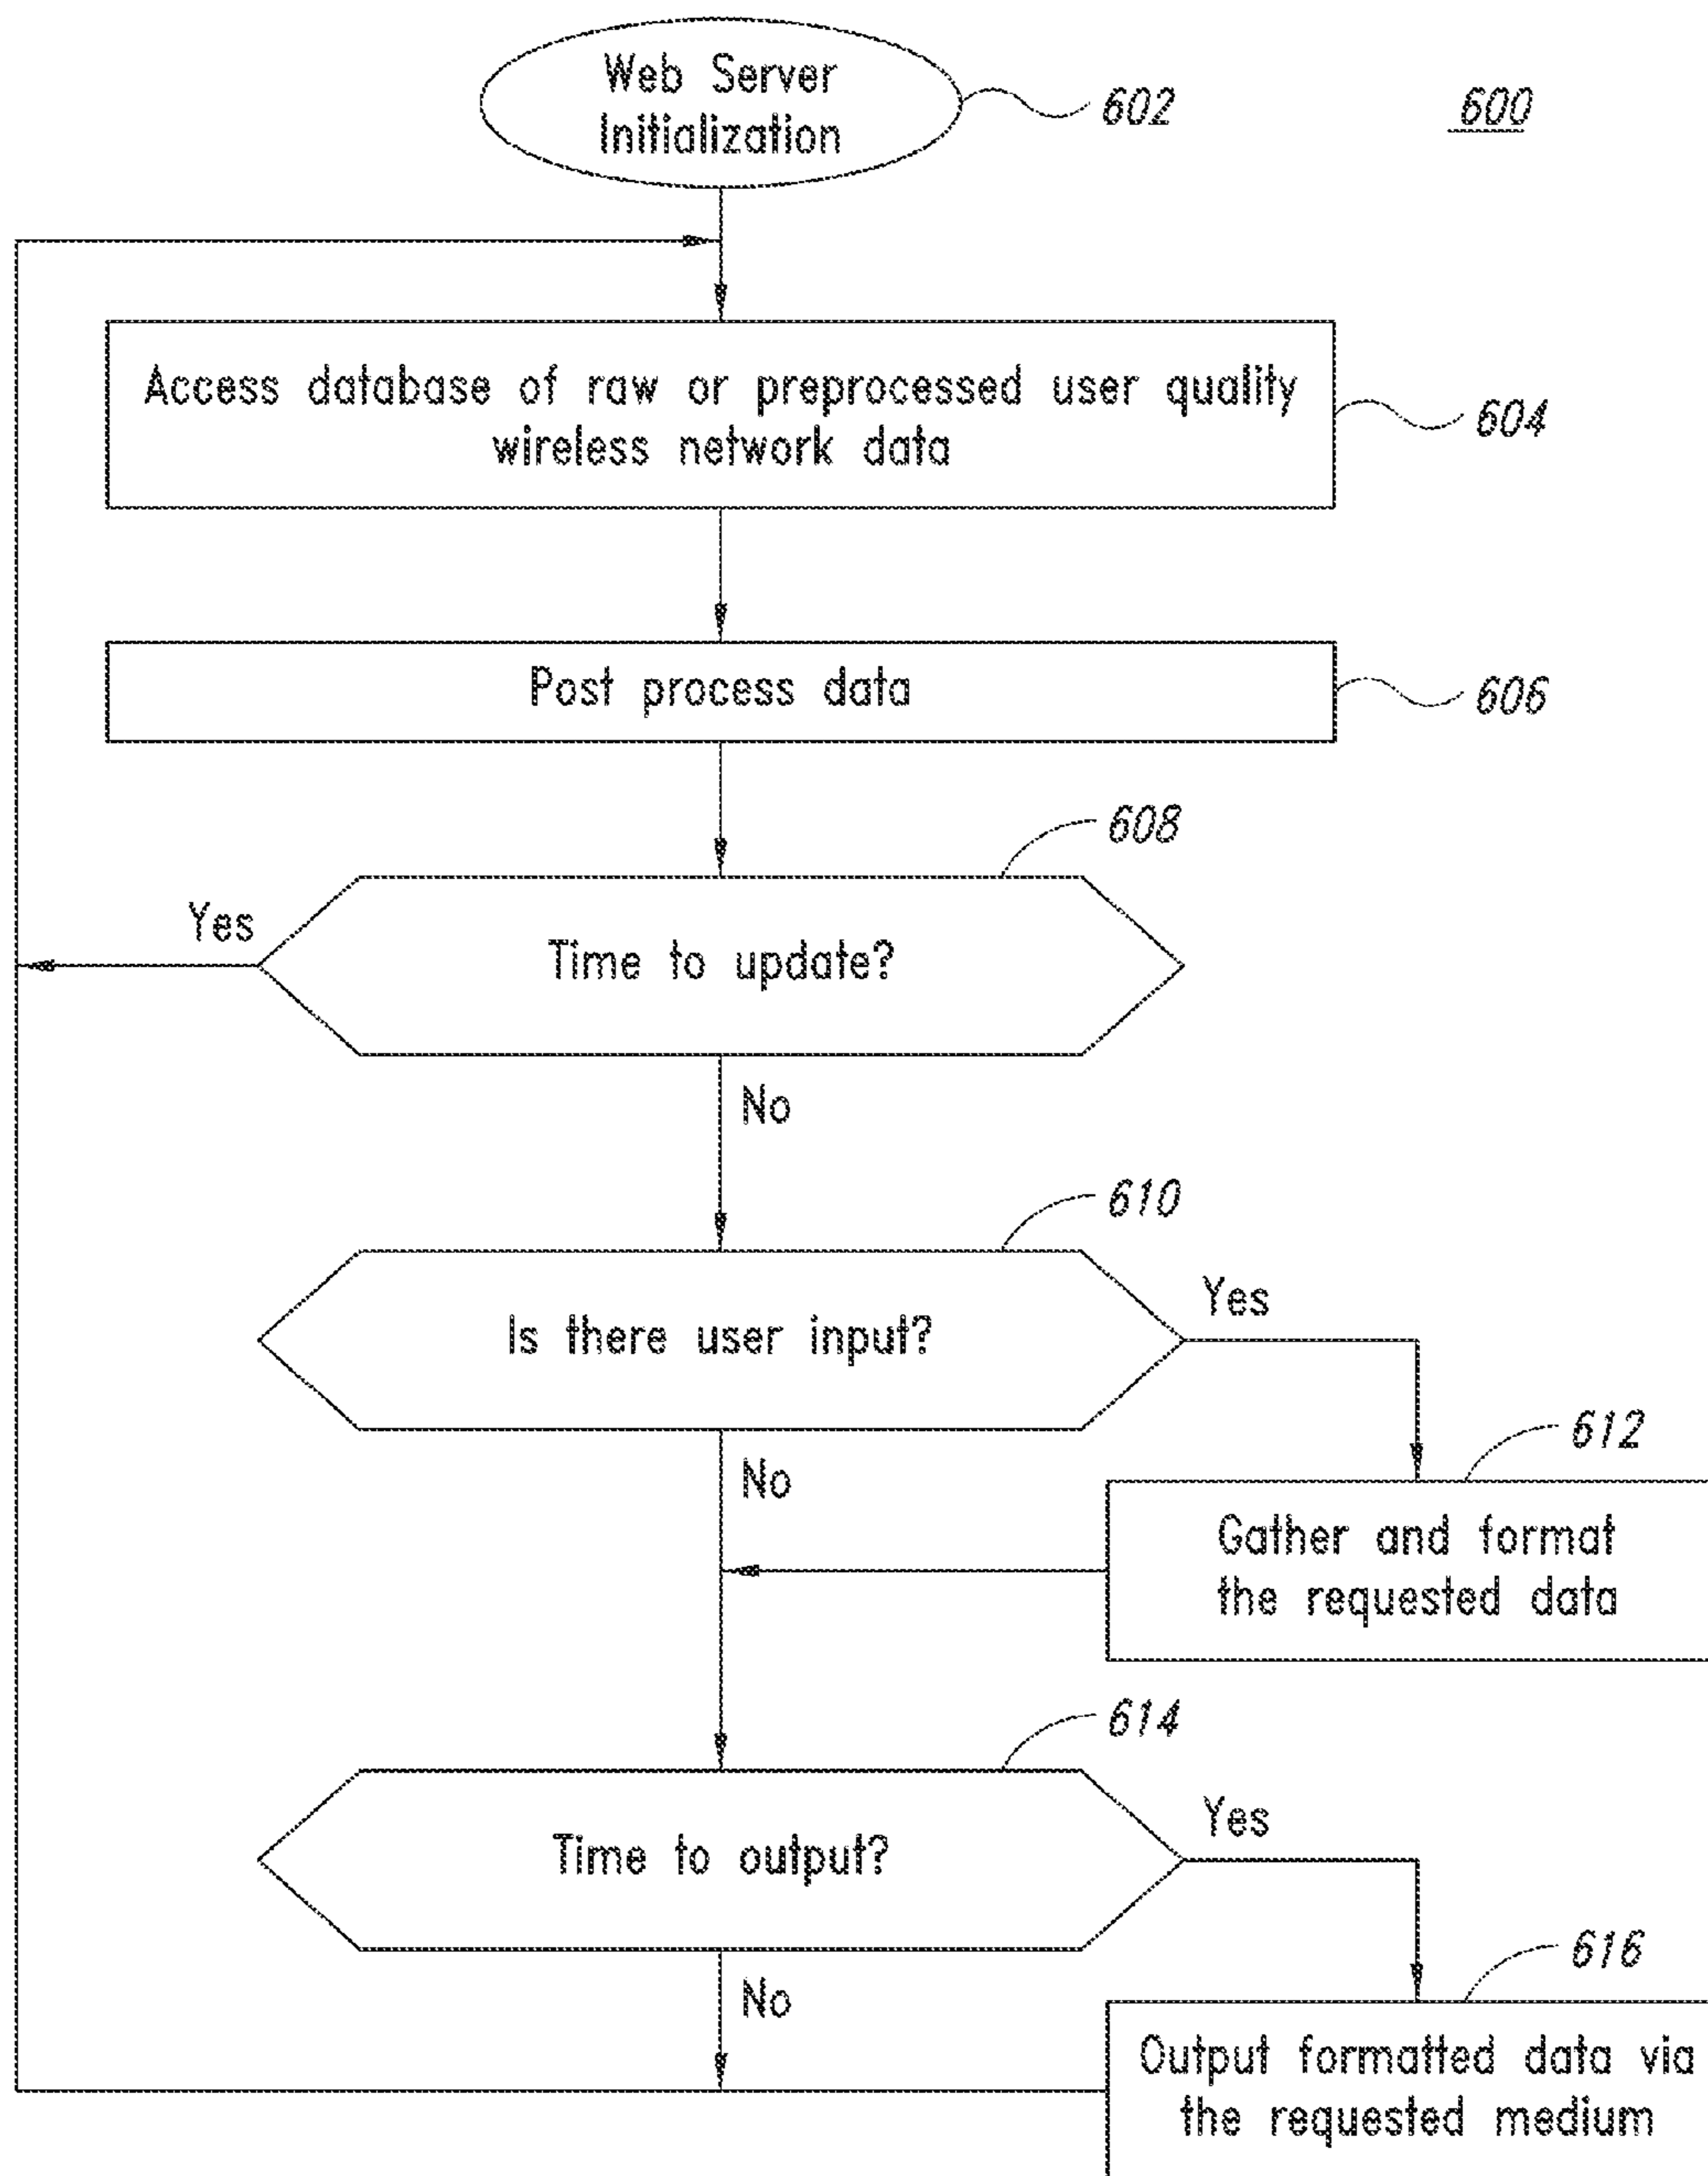 Web Server
Initialization
602
600
Access database of raw or preprocessed user quality
wireless network data
604
Post process data
606
608
Yes
Time to update?
No
610
Yes
Is there user input?
612
No
Gather and format
the requested data
614
Yes
Time to output?
616
No
Output formatted data via
the requested medium